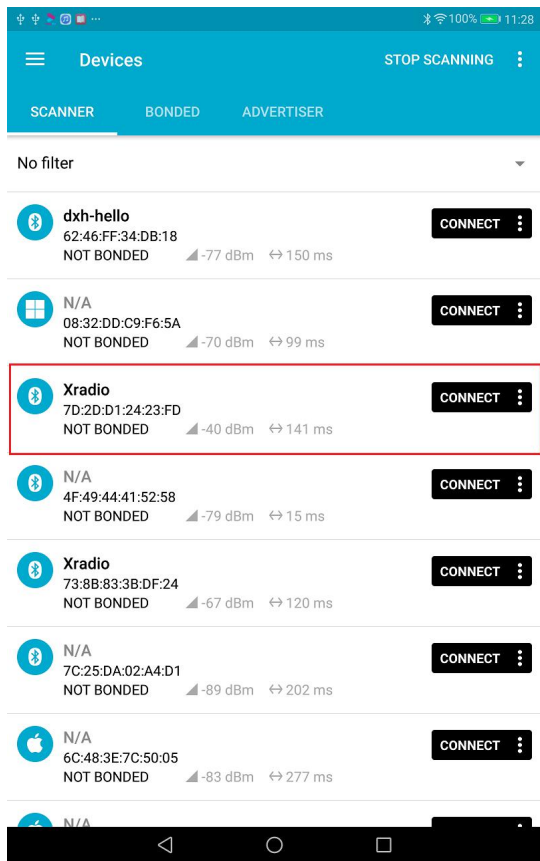 100% 11:28
Devices STOP SCANNING
SCANNER BONDED ADVERTISER
No filter
dxh-hello CONNECT
62:46:FF:34:DB:18
NOT BONDED -77 dBm 150 ms
N/A CONNECT
08:32:DD:C9:F6:5A
NOT BONDED -70 dBm 99 ms
Xradio CONNECT
7D:2D:D1:24:23:FD
NOT BONDED -40 dBm 141 ms
N/A CONNECT
4F:49:44:41:52:58
NOT BONDED -79 dBm 15 ms
Xradio CONNECT
73:8B:83:3B:DF:24
NOT BONDED -67 dBm 120 ms
N/A CONNECT
7C:25:DA:02:A4:D1
NOT BONDED -89 dBm 202 ms
N/A CONNECT
6C:48:3E:7C:50:05
NOT BONDED -83 dBm 277 ms
N/A